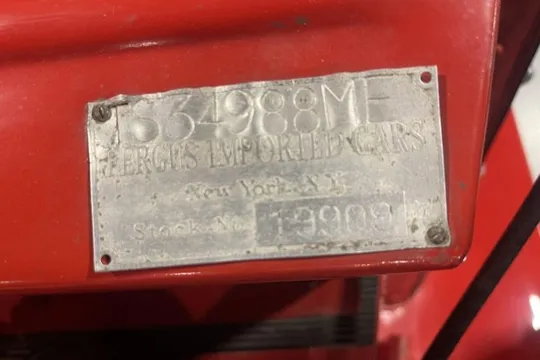 TS34988ME
FERGUS IMPORTED CARS
New York, N.Y.
Stock No. 19909